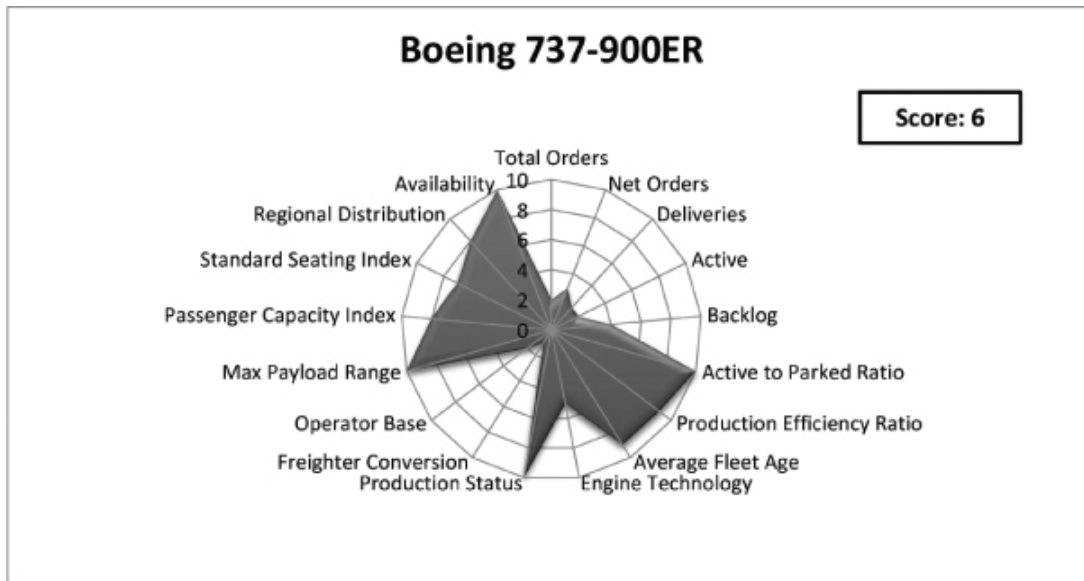 Boeing 737-900ER
Score: 6
Total Orders
Availability
Net Orders
Regional Distribution
Deliveries
Standard Seating Index
Active
Passenger Capacity Index
Backlog
Max Payload Range
Active to Parked Ratio
Operator Base
Production Efficiency Ratio
Freighter Conversion
Average Fleet Age
Production Status
Engine Technology
10
8
6
4
2
0